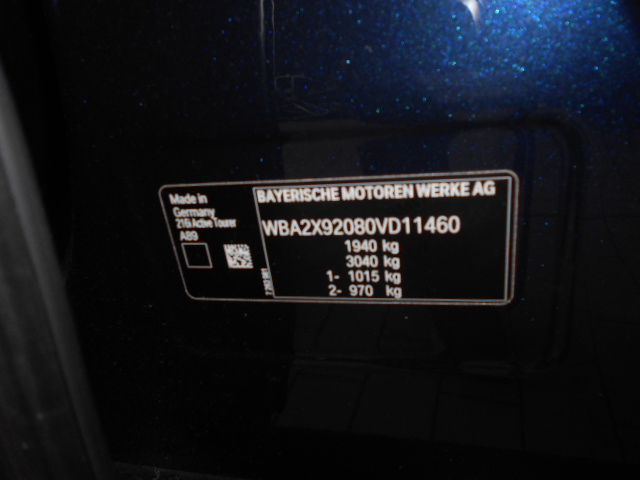 Made in
Germany
216i Active Tourer
A89
BAYERISCHE MOTOREN WERKE AG
WBA2X92080VD11460
1940 kg
3040 kg
1- 1015 kg
2- 970 kg